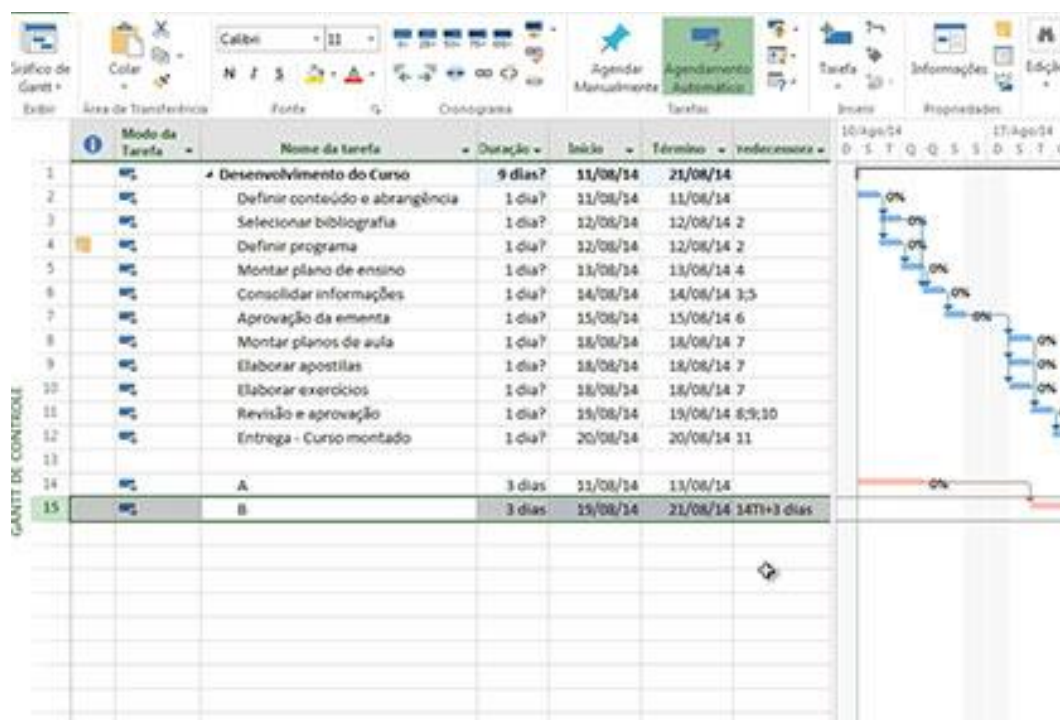 Calibri 11
Gráfico de Gantt
Colar
N I S
Agendar Manualmente
Agendamento Automático
Tarefa
Informações
Exibir
Área de Transferência
Fonte
Cronograma
Tarefas
Inserir
Propriedades
Modo da Tarefa Nome da tarefa Duração Início Término redecessora
10/Ago/14 17/Ago/14
D S T Q Q S S D S T
1 Desenvolvimento do Curso 9 dias? 11/08/14 21/08/14
2 Definir conteúdo e abrangência 1 dia? 11/08/14 11/08/14 0%
3 Selecionar bibliografia 1 dia? 12/08/14 12/08/14 2 0%
4 Definir programa 1 dia? 12/08/14 12/08/14 2 0%
5 Montar plano de ensino 1 dia? 13/08/14 13/08/14 4 0%
6 Consolidar informações 1 dia? 14/08/14 14/08/14 3;5 0%
7 Aprovação da ementa 1 dia? 15/08/14 15/08/14 6 0%
8 Montar planos de aula 1 dia? 18/08/14 18/08/14 7 0%
9 Elaborar apostilas 1 dia? 18/08/14 18/08/14 7 0%
10 Elaborar exercícios 1 dia? 18/08/14 18/08/14 7 0%
11 Revisão e aprovação 1 dia? 19/08/14 19/08/14 8;9;10
12 Entrega - Curso montado 1 dia? 20/08/14 20/08/14 11
13
14 A 3 dias 11/08/14 13/08/14 0%
15 B 3 dias 19/08/14 21/08/14 14TI+3 dias
GANTT DE CONTROLE